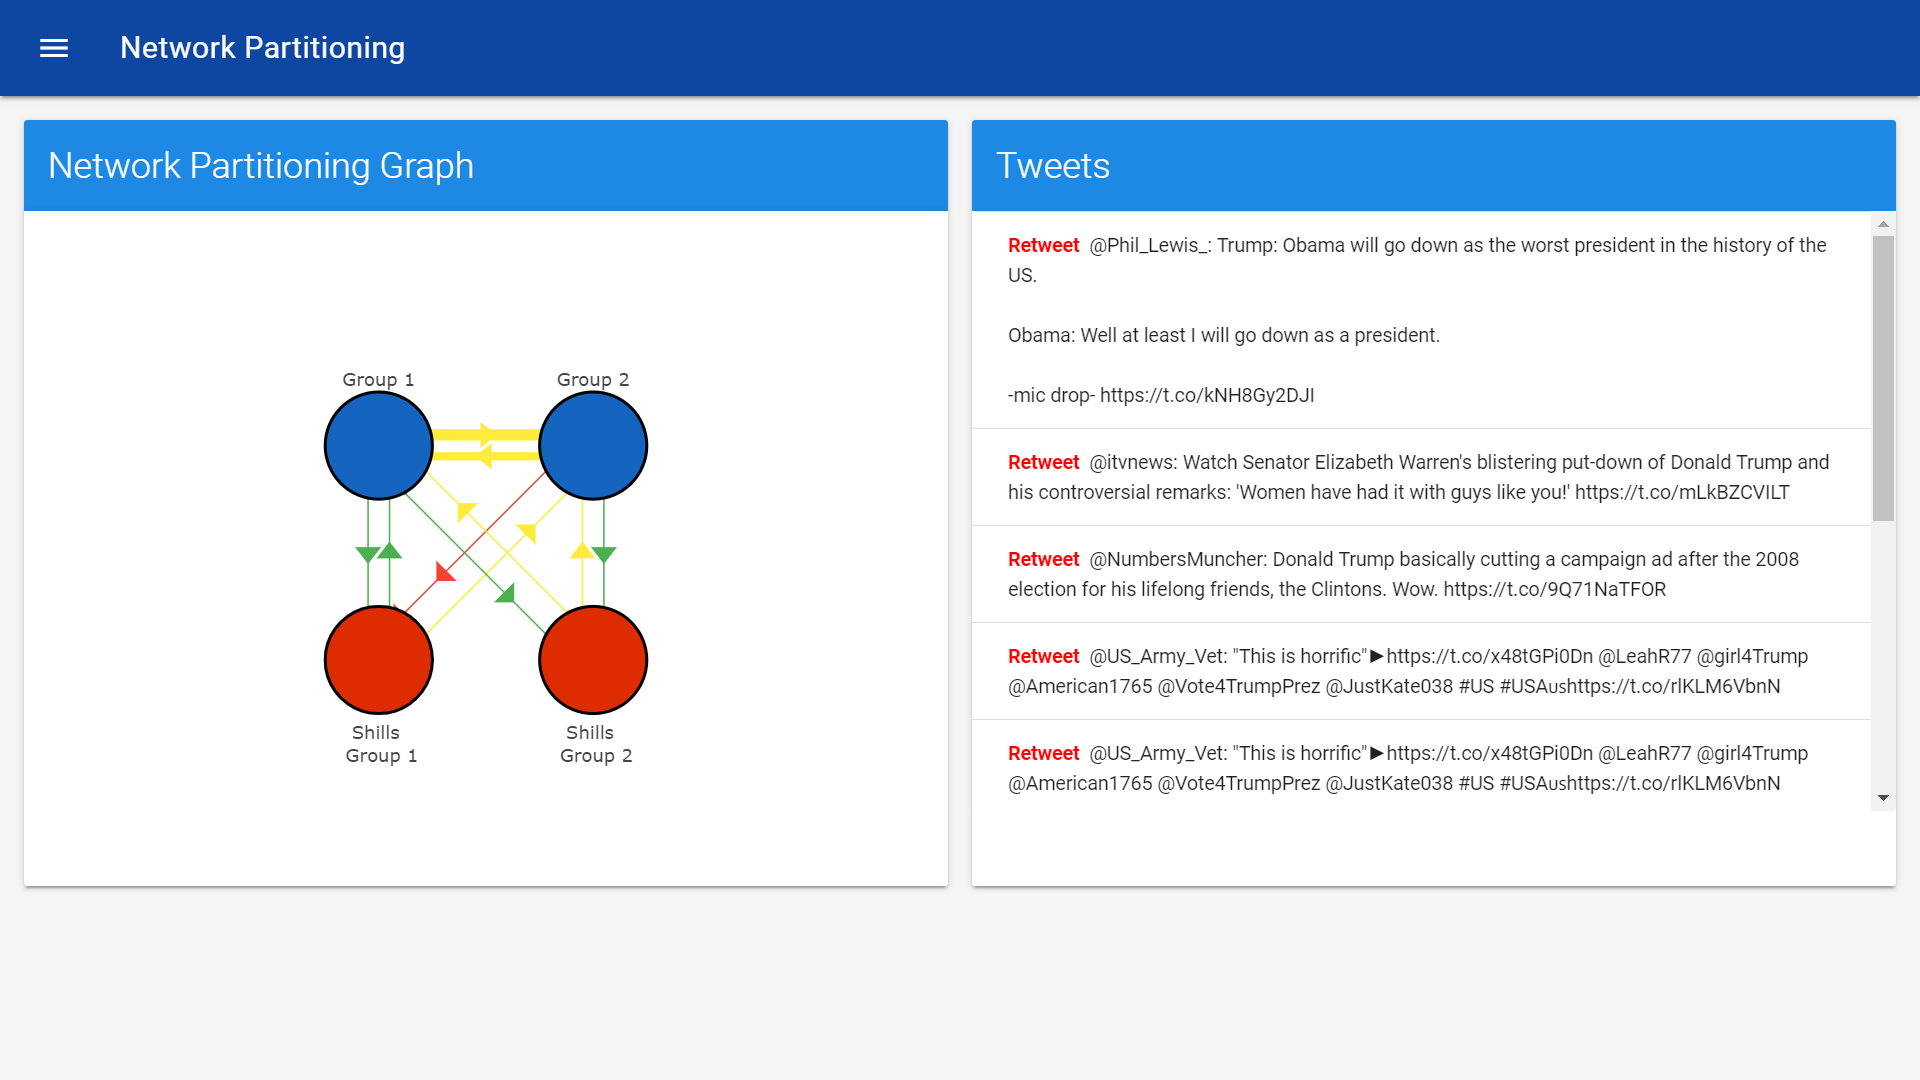 Network Partitioning
Network Partitioning Graph
Group 1
Group 2
Shills
Group 1
Shills
Group 2
Tweets
Retweet @Phil_Lewis_: Trump: Obama will go down as the worst president in the history of the
US.
Obama: Well at least I will go down as a president.
-mic drop- https://t.co/kNH8Gy2DJI
Retweet @itvnews: Watch Senator Elizabeth Warren's blistering put-down of Donald Trump and
his controversial remarks: 'Women have had it with guys like you!' https://t.co/mLkBZCVILT
Retweet @NumbersMuncher: Donald Trump basically cutting a campaign ad after the 2008
election for his lifelong friends, the Clintons. Wow. https://t.co/9Q71NaTFOR
Retweet @US_Army_Vet: "This is horrific"►https://t.co/x48tGPi0Dn @LeahR77 @girl4Trump
@American1765 @Vote4TrumpPrez @JustKate038 #US #USAᴜshttps://t.co/rlKLM6VbnN
Retweet @US_Army_Vet: "This is horrific"►https://t.co/x48tGPi0Dn @LeahR77 @girl4Trump
@American1765 @Vote4TrumpPrez @JustKate038 #US #USAᴜshttps://t.co/rlKLM6VbnN